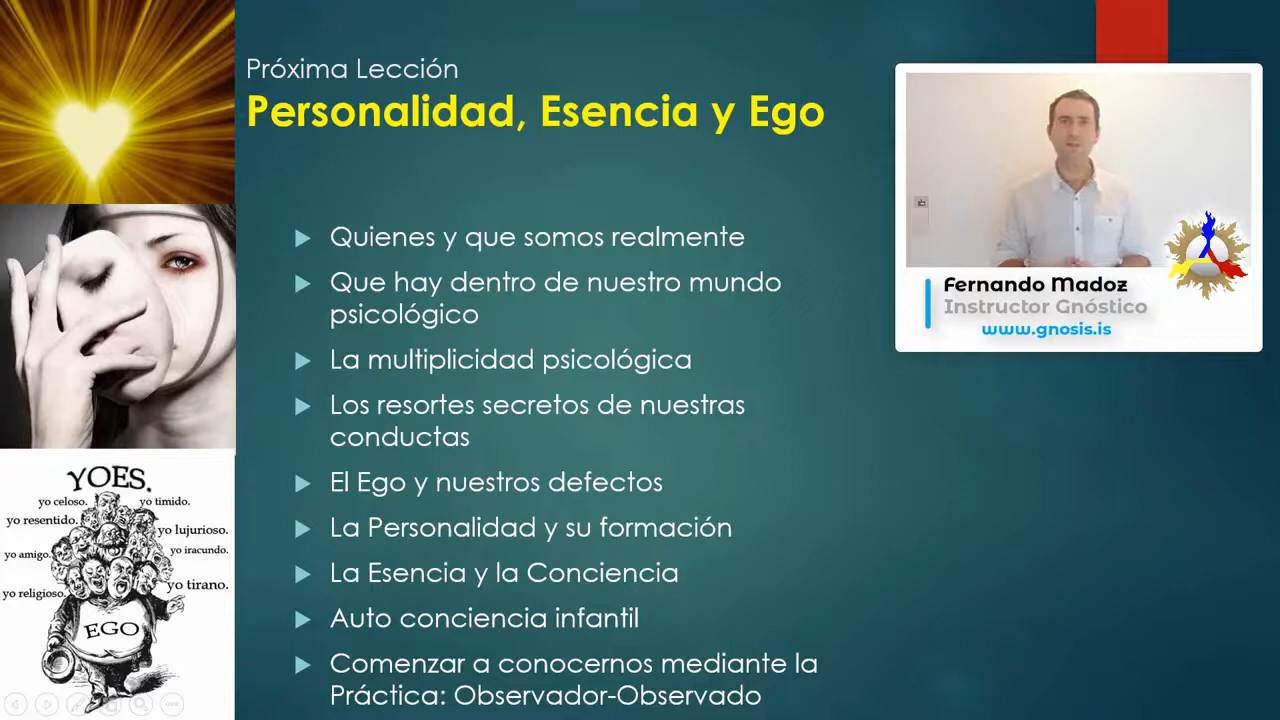 Próxima Lección
Personalidad, Esencia y Ego
Quienes y que somos realmente
Que hay dentro de nuestro mundo
psicológico
La multiplicidad psicológica
Los resortes secretos de nuestras
conductas
El Ego y nuestros defectos
La Personalidad y su formación
La Esencia y la Conciencia
Auto conciencia infantil
Comenzar a conocernos mediante la
Práctica: Observador-Observado
Fernando Madoz
Instructor Gnóstico
www.gnosis.is
YOES.
yo celoso.
yo timido.
yo resentido.
yo lujurioso.
yo amigo.
yo iracundo.
yo religioso.
yo tirano.
EGO